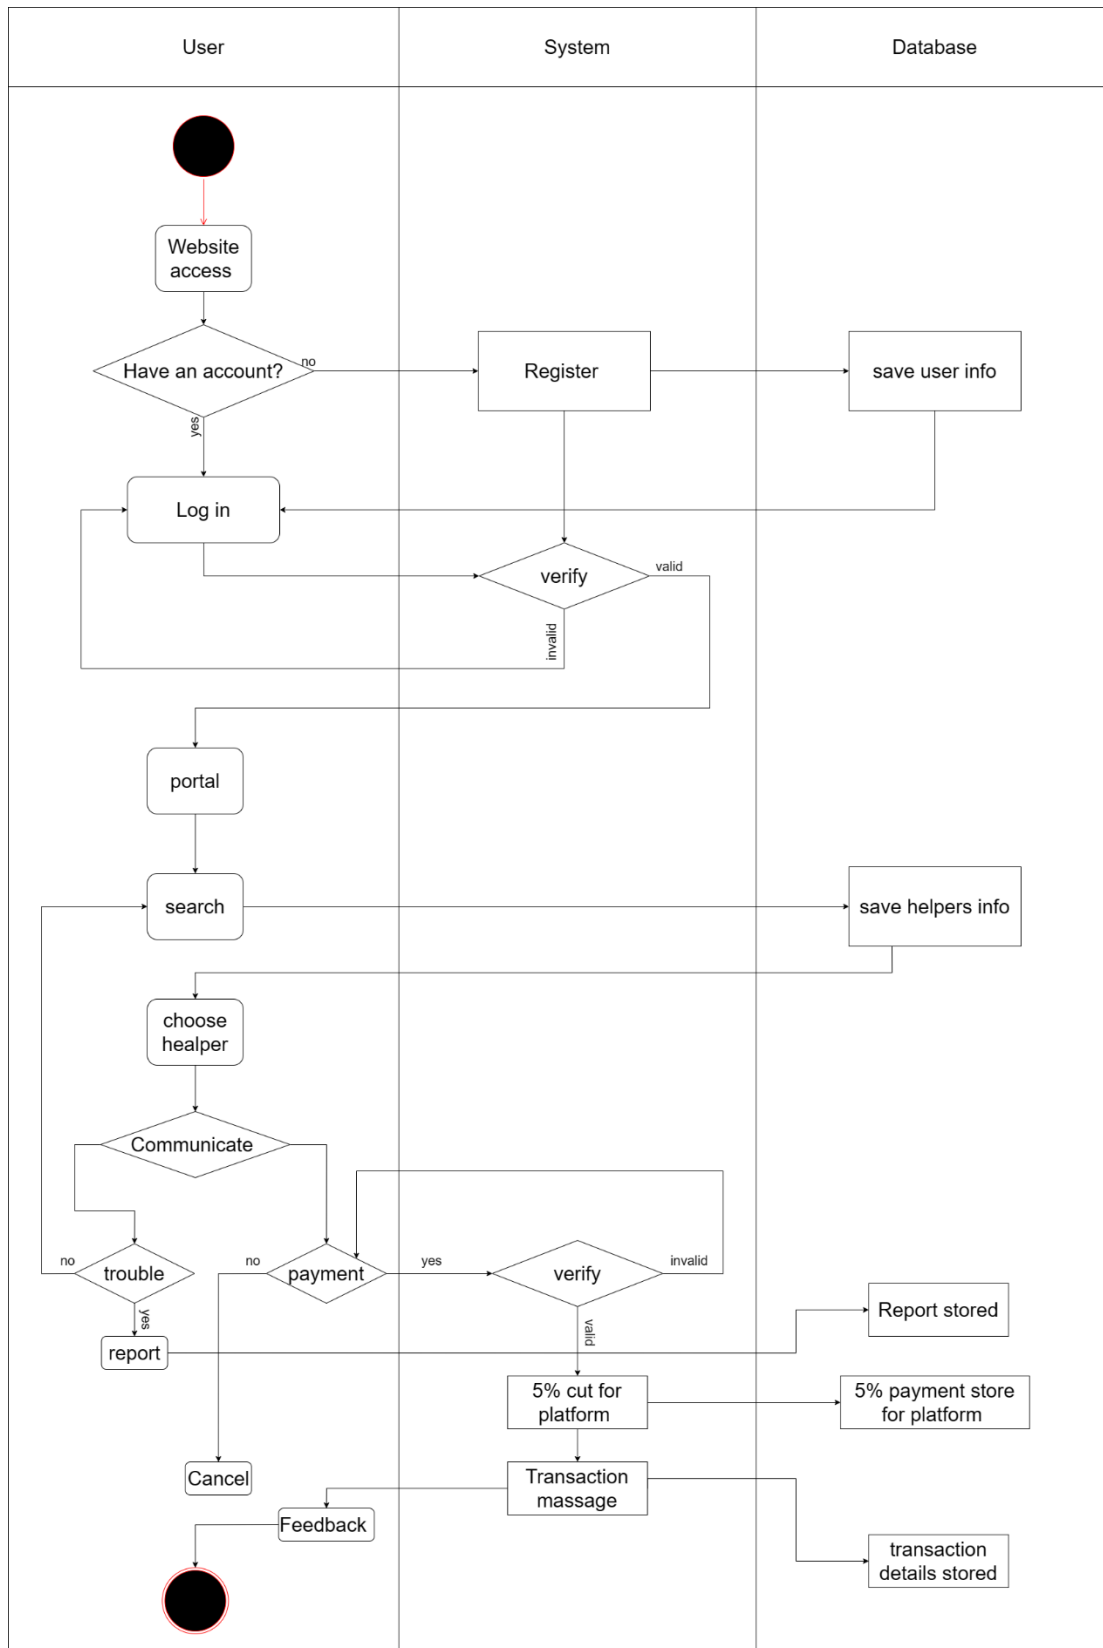 User
System
Database
Website
access
Have an account?
no
Register
save user info
yes
Log in
verify
valid
invalid
portal
search
save helpers info
choose
healper
Communicate
no
trouble
yes
report
no
payment
yes
verify
invalid
valid
Report stored
5% cut for
platform
5% payment store
for platform
Cancel
Transaction
massage
Feedback
transaction
details stored